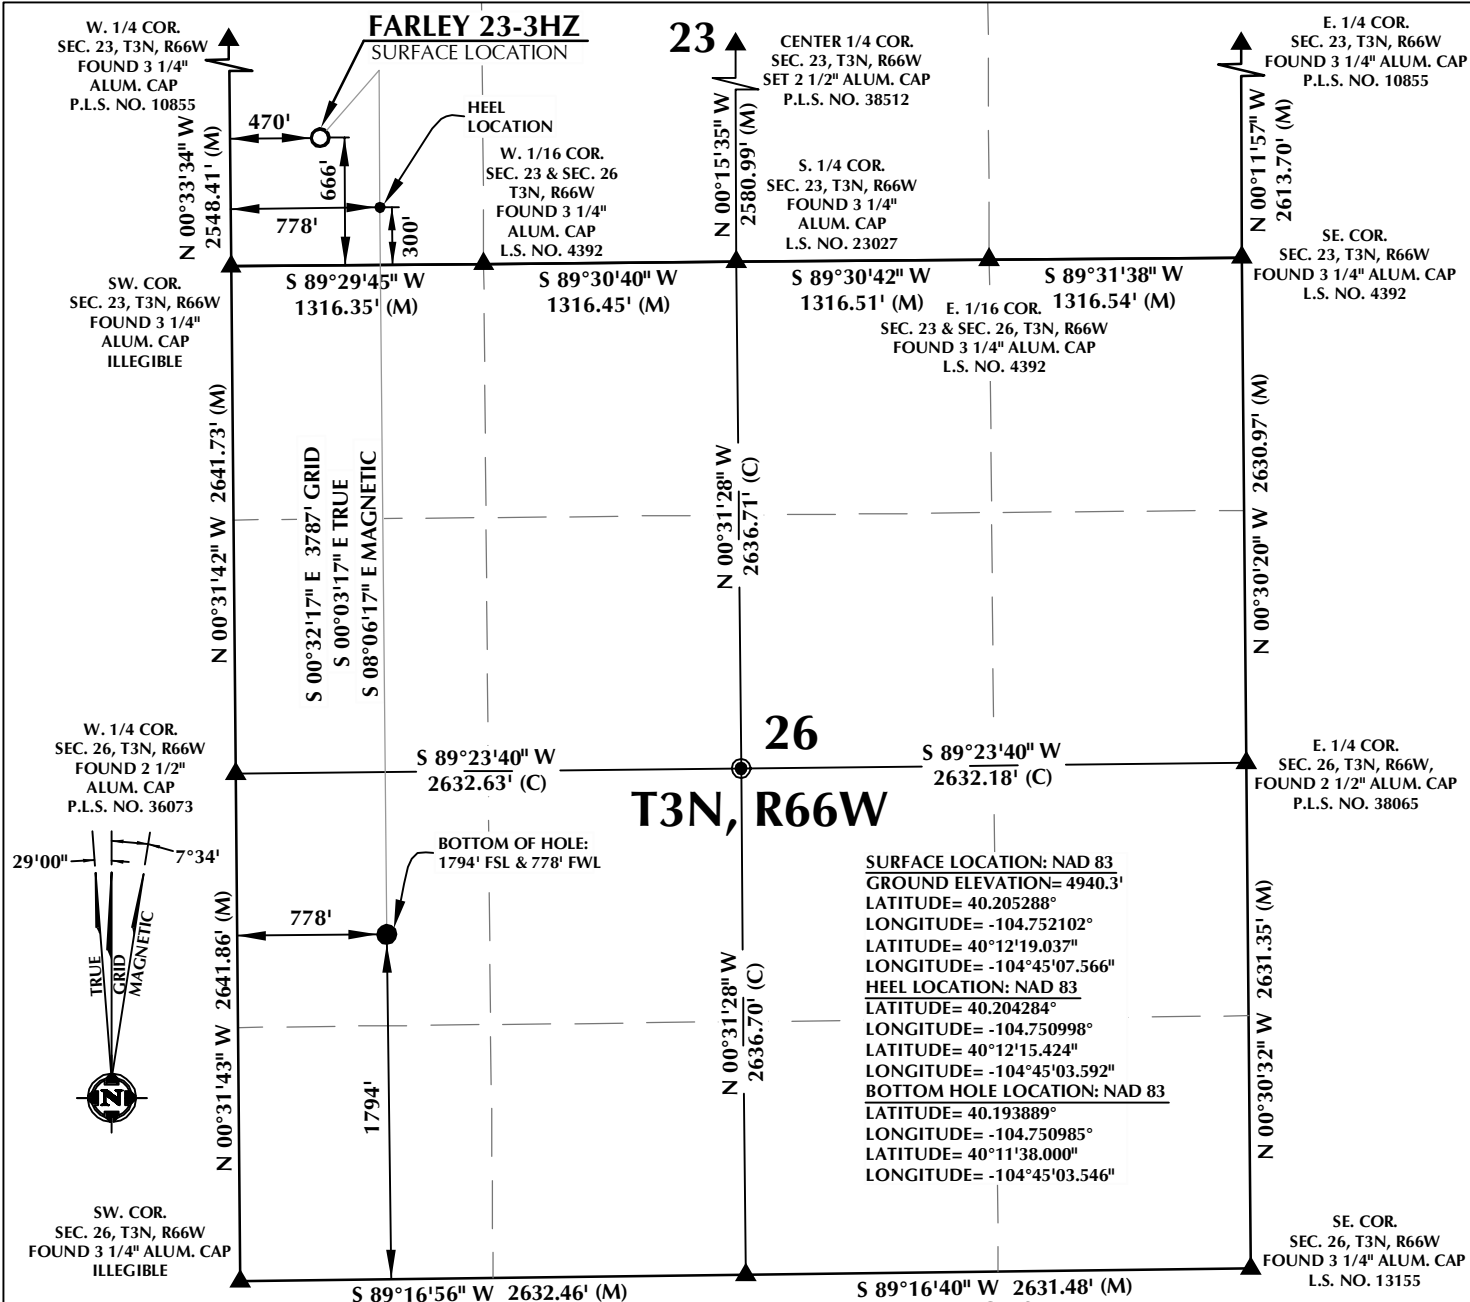 W. 1/4 COR.
SEC. 23, T3N, R66W
FOUND 3 1/4"
ALUM. CAP
P.L.S. NO. 10855
FARLEY 23-3HZ
SURFACE LOCATION
23
CENTER 1/4 COR.
SEC. 23, T3N, R66W
SET 2 1/2" ALUM. CAP
P.L.S. NO. 38512
E. 1/4 COR.
SEC. 23, T3N, R66W
FOUND 3 1/4" ALUM. CAP
P.L.S. NO. 10855
N 00°33'34" W
2548.41' (M)
470'
666'
HEEL
LOCATION
778'
300'
W. 1/16 COR.
SEC. 23 & SEC. 26
T3N, R66W
FOUND 3 1/4"
ALUM. CAP
L.S. NO. 4392
N 00°15'35" W
2580.99' (M)
S. 1/4 COR.
SEC. 23, T3N, R66W
FOUND 3 1/4"
ALUM. CAP
L.S. NO. 23027
N 00°11'57" W
2613.70' (M)
SE. COR.
SEC. 23, T3N, R66W
FOUND 3 1/4" ALUM. CAP
L.S. NO. 4392
SW. COR.
SEC. 23, T3N, R66W
FOUND 3 1/4"
ALUM. CAP
ILLEGIBLE
S 89°29'45" W
1316.35' (M)
S 89°30'40" W
1316.45' (M)
S 89°30'42" W
1316.51' (M)
S 89°31'38" W
1316.54' (M)
E. 1/16 COR.
SEC. 23 & SEC. 26, T3N, R66W
FOUND 3 1/4" ALUM. CAP
L.S. NO. 4392
N 00°31'42" W 2641.73' (M)
S 00°32'17" E 3787' GRID
S 00°03'17" E TRUE
S 08°06'17" E MAGNETIC
N 00°31'28" W
2636.71' (C)
N 00°30'20" W 2630.97' (M)
W. 1/4 COR.
SEC. 26, T3N, R66W
FOUND 2 1/2"
ALUM. CAP
P.L.S. NO. 36073
S 89°23'40" W
2632.63' (C)
26
T3N, R66W
S 89°23'40" W
2632.18' (C)
E. 1/4 COR.
SEC. 26, T3N, R66W,
FOUND 2 1/2" ALUM. CAP
P.L.S. NO. 38065
29'00"
7°34'
TRUE
GRID
MAGNETIC
N
BOTTOM OF HOLE:
1794' FSL & 778' FWL
778'
1794'
N 00°31'43" W 2641.86' (M)
N 00°31'28" W
2636.70' (C)
SURFACE LOCATION: NAD 83
GROUND ELEVATION= 4940.3'
LATITUDE= 40.205288°
LONGITUDE= -104.752102°
LATITUDE= 40°12'19.037"
LONGITUDE= -104°45'07.566"
HEEL LOCATION: NAD 83
LATITUDE= 40.204284°
LONGITUDE= -104.750998°
LATITUDE= 40°12'15.424"
LONGITUDE= -104°45'03.592"
BOTTOM HOLE LOCATION: NAD 83
LATITUDE= 40.193889°
LONGITUDE= -104.750985°
LATITUDE= 40°11'38.000"
LONGITUDE= -104°45'03.546"
N 00°30'32" W 2631.35' (M)
SW. COR.
SEC. 26, T3N, R66W
FOUND 3 1/4" ALUM. CAP
ILLEGIBLE
S 89°16'56" W 2632.46' (M)
S 89°16'40" W 2631.48' (M)
SE. COR.
SEC. 26, T3N, R66W
FOUND 3 1/4" ALUM. CAP
L.S. NO. 13155